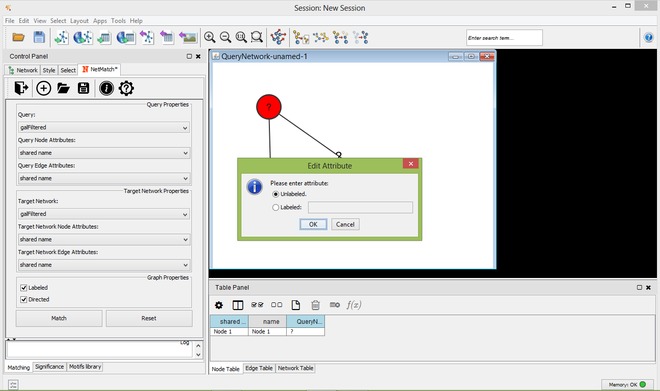 Session: New Session
File Edit View Select Layout Apps Tools Help
Enter search term...
Control Panel
Network Style Select NetMatch*
Query Properties
Query:
galFiltered
Query Node Attributes:
shared name
Query Edge Attributes:
shared name
Target Network Properties
Target Network:
galFiltered
Target Network Node Attributes:
shared name
Target Network Edge Attributes:
shared name
Graph Properties
Labeled
Directed
Match Reset
Log
Matching Significance Motifs library
QueryNetwork-unamed-1
?
?
Edit Attribute
Please enter attribute:
Unlabeled.
Labeled:
OK Cancel
Table Panel
f(x)
shared ... name QueryN...
Node 1 Node 1 ?
Node Table Edge Table Network Table
Memory: OK